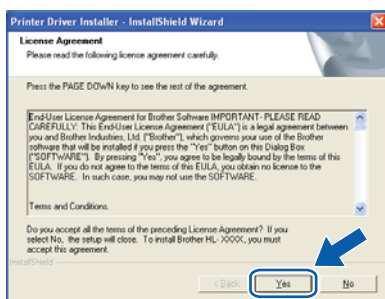 Printer Driver Installer - InstallShield Wizard
License Agreement
Please read the following license agreement carefully.
Press the PAGE DOWN key to see the rest of the agreement.
End-User License Agreement for Brother Software IMPORTANT - PLEASE READ
CAREFULLY: This End-User License Agreement ("EULA") is a legal agreement between
you and Brother Industries, Ltd. ("Brother"), which governs your use of the Brother
software that will be installed if you press the "Yes" button on this Dialog Box
("SOFTWARE"). By pressing "Yes", you agree to be legally bound by the terms of this
EULA. If you do not agree to the terms of this EULA, you obtain no license to the
SOFTWARE. In such case, you may not use the SOFTWARE.
Terms and Conditions.
Do you accept all the terms of the preceding License Agreement? If you
select No, the setup will close. To install Brother HL- XXXX, you must
accept this agreement.
InstallShield
< Back Yes No